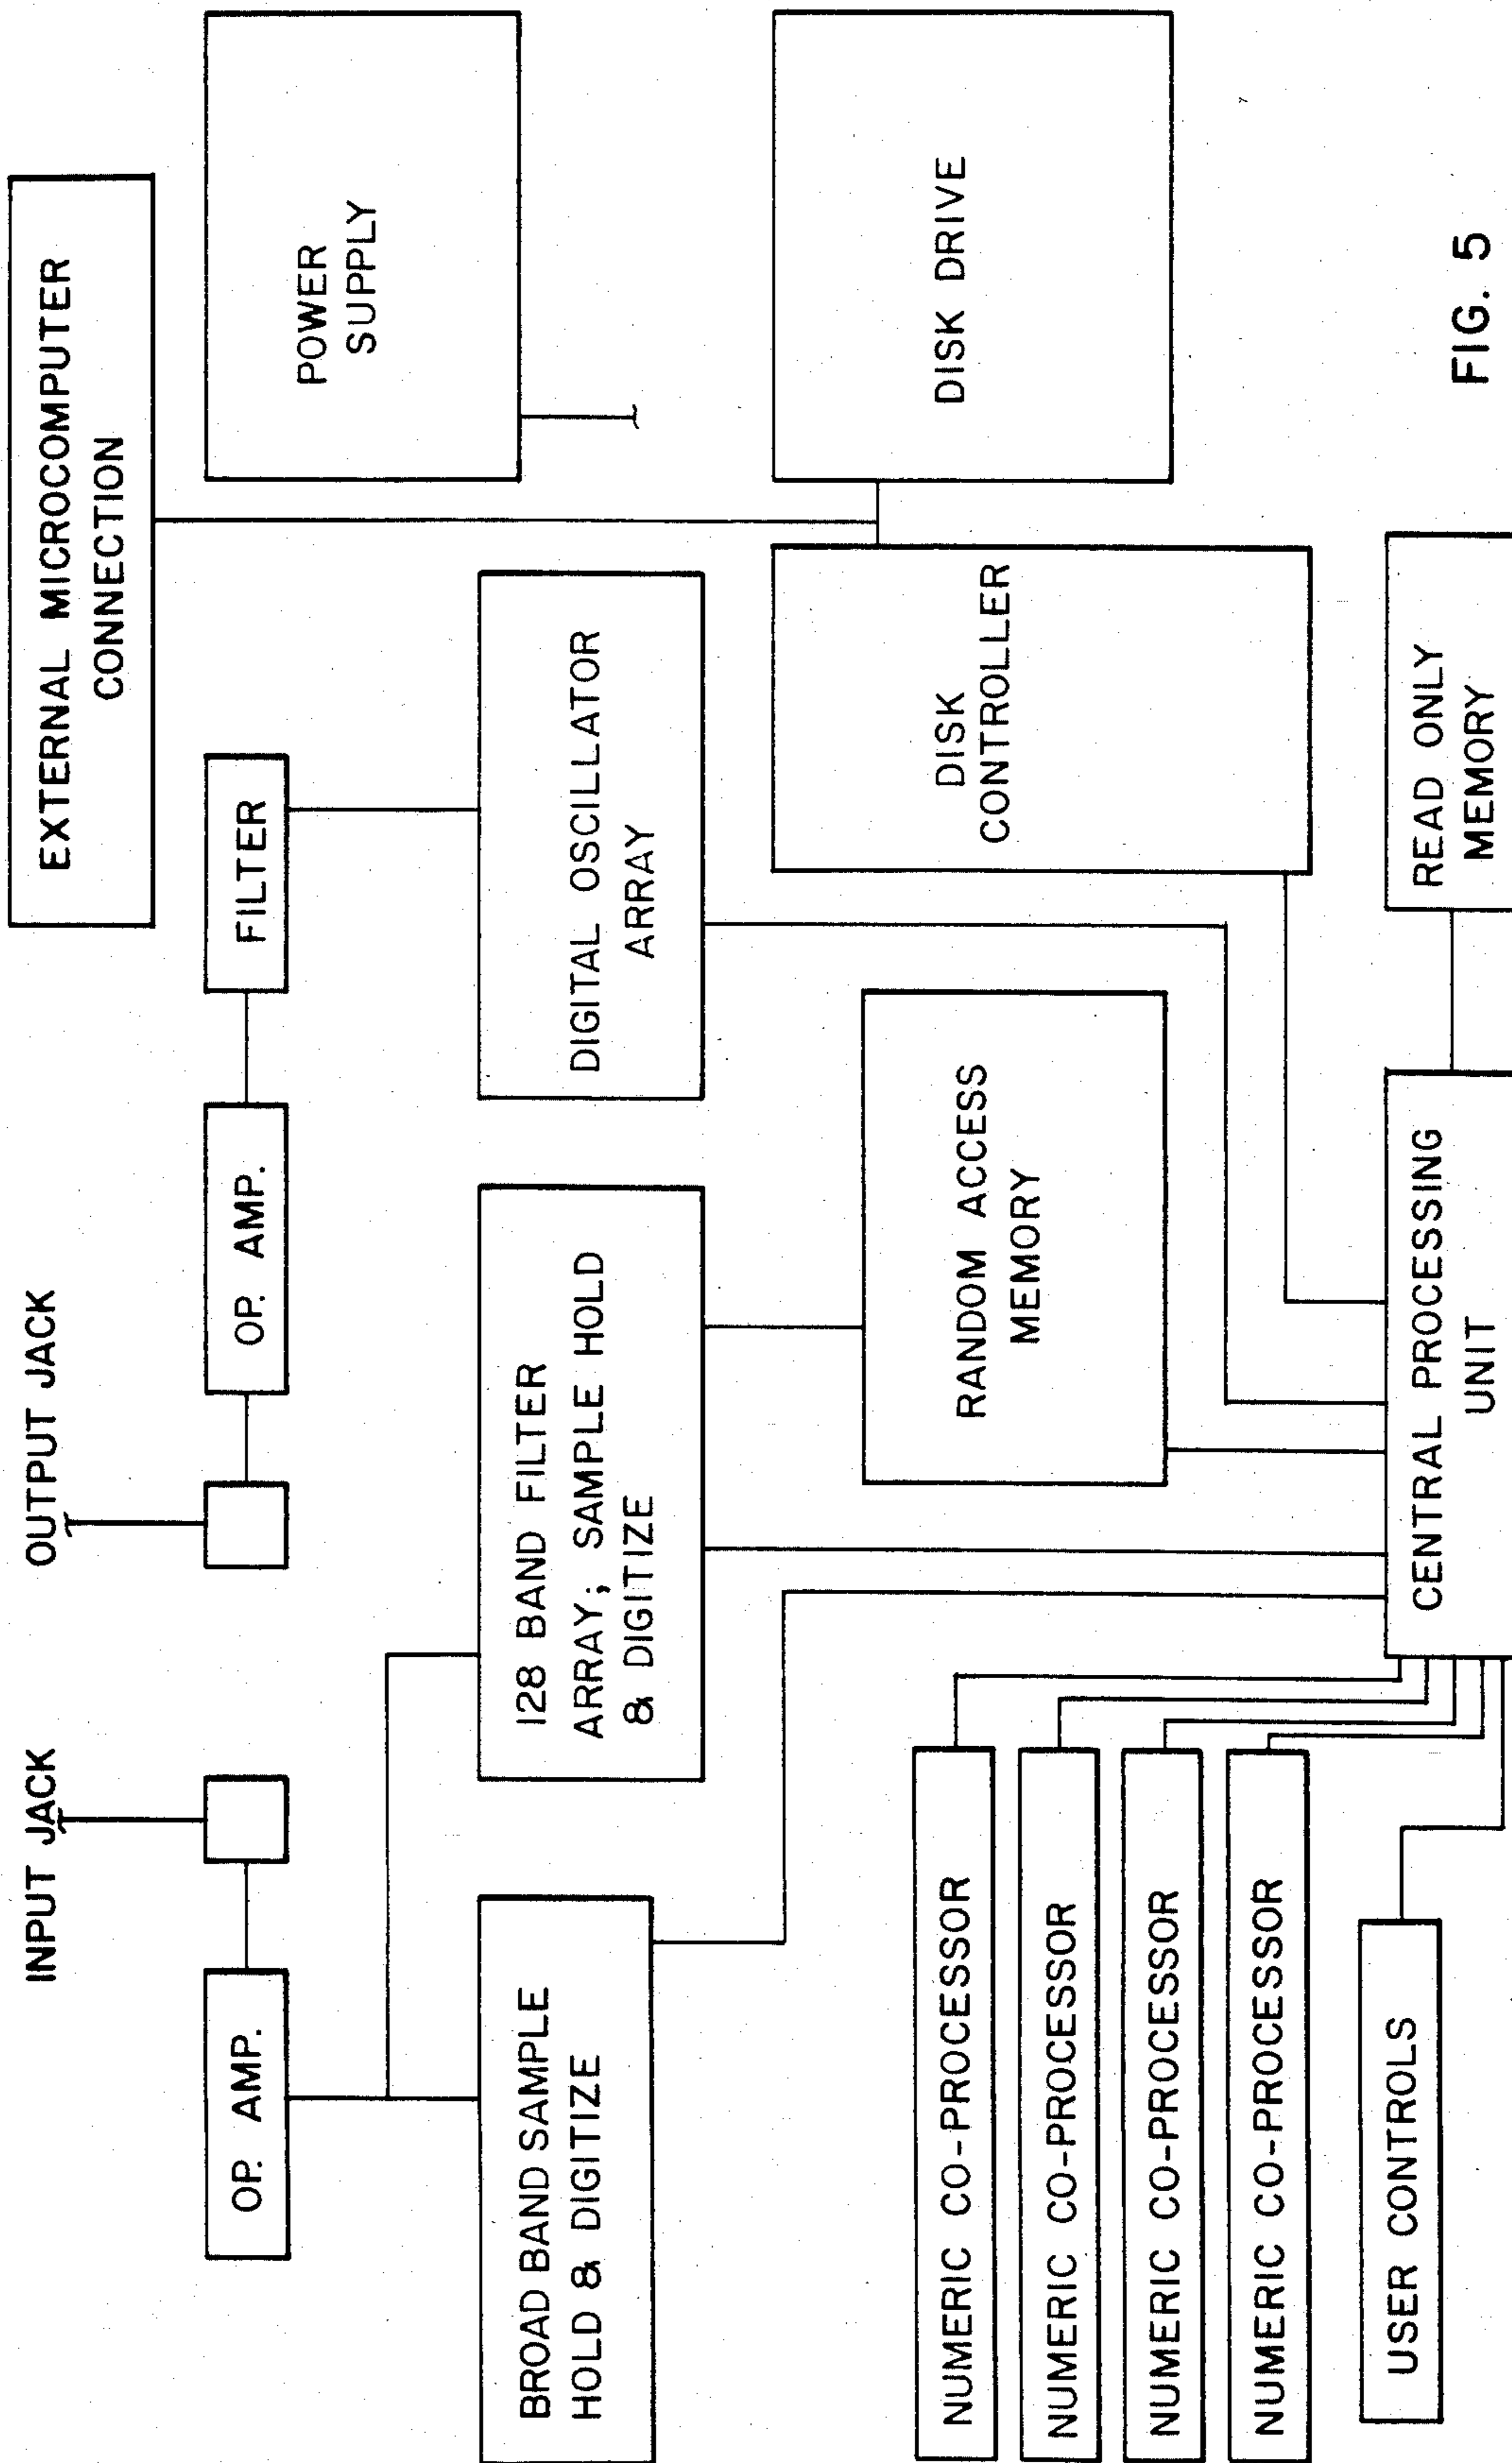 EXTERNAL MICROCOMPUTER
CONNECTION
INPUT JACK
OUTPUT JACK
OP. AMP.
OP. AMP.
FILTER
POWER
SUPPLY
BROAD BAND SAMPLE
HOLD & DIGITIZE
128 BAND FILTER
ARRAY; SAMPLE HOLD
& DIGITIZE
DIGITAL OSCILLATOR
ARRAY
NUMERIC CO-PROCESSOR
NUMERIC CO-PROCESSOR
NUMERIC CO-PROCESSOR
NUMERIC CO-PROCESSOR
RANDOM ACCESS
MEMORY
DISK
CONTROLLER
DISK DRIVE
USER CONTROLS
CENTRAL PROCESSING
UNIT
READ ONLY
MEMORY
FIG. 5